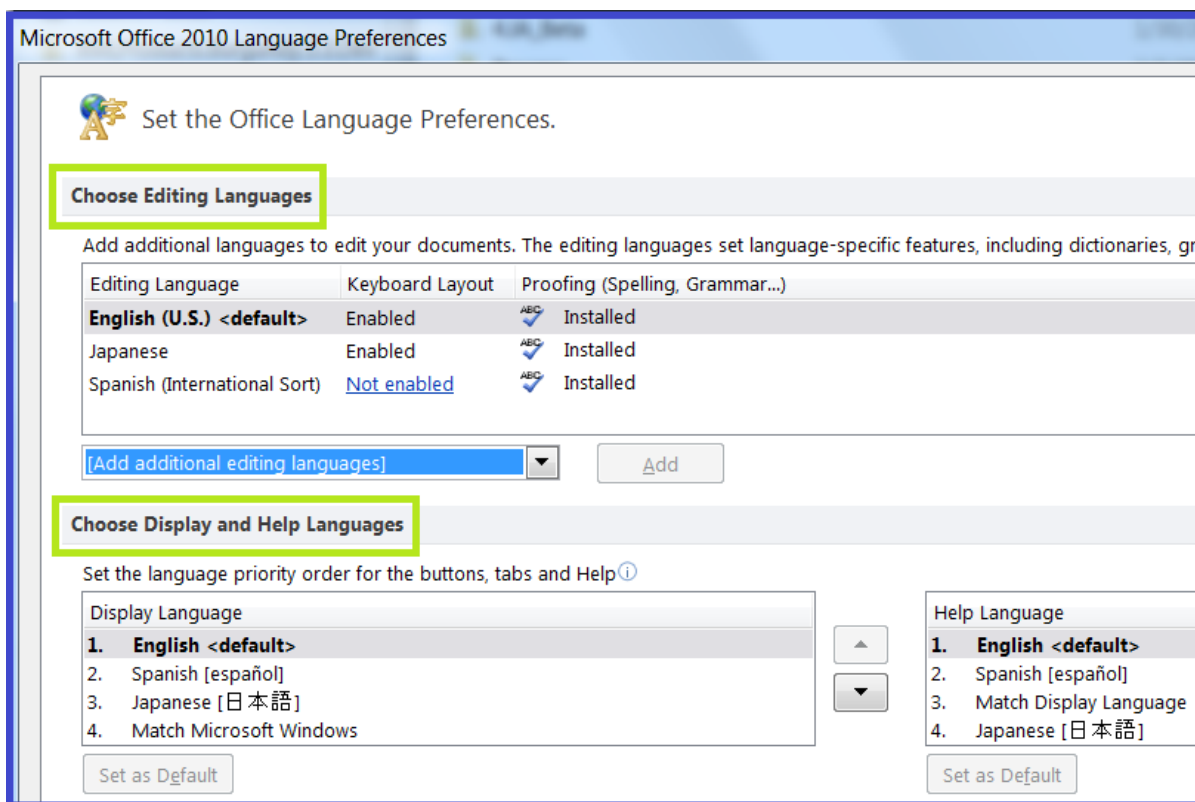 Microsoft Office 2010 Language Preferences
Set the Office Language Preferences.
Choose Editing Languages
Add additional languages to edit your documents. The editing languages set language-specific features, including dictionaries, gr
Editing Language Keyboard Layout Proofing (Spelling, Grammar...)
English (U.S.) <default> Enabled Installed
Japanese Enabled Installed
Spanish (International Sort) Not enabled Installed
[Add additional editing languages] Add
Choose Display and Help Languages
Set the language priority order for the buttons, tabs and Help
Display Language
1. English <default>
2. Spanish [español]
3. Japanese [日本語]
4. Match Microsoft Windows
Set as Default
Help Language
1. English <default>
2. Spanish [español]
3. Match Display Language
4. Japanese [日本語]
Set as Default